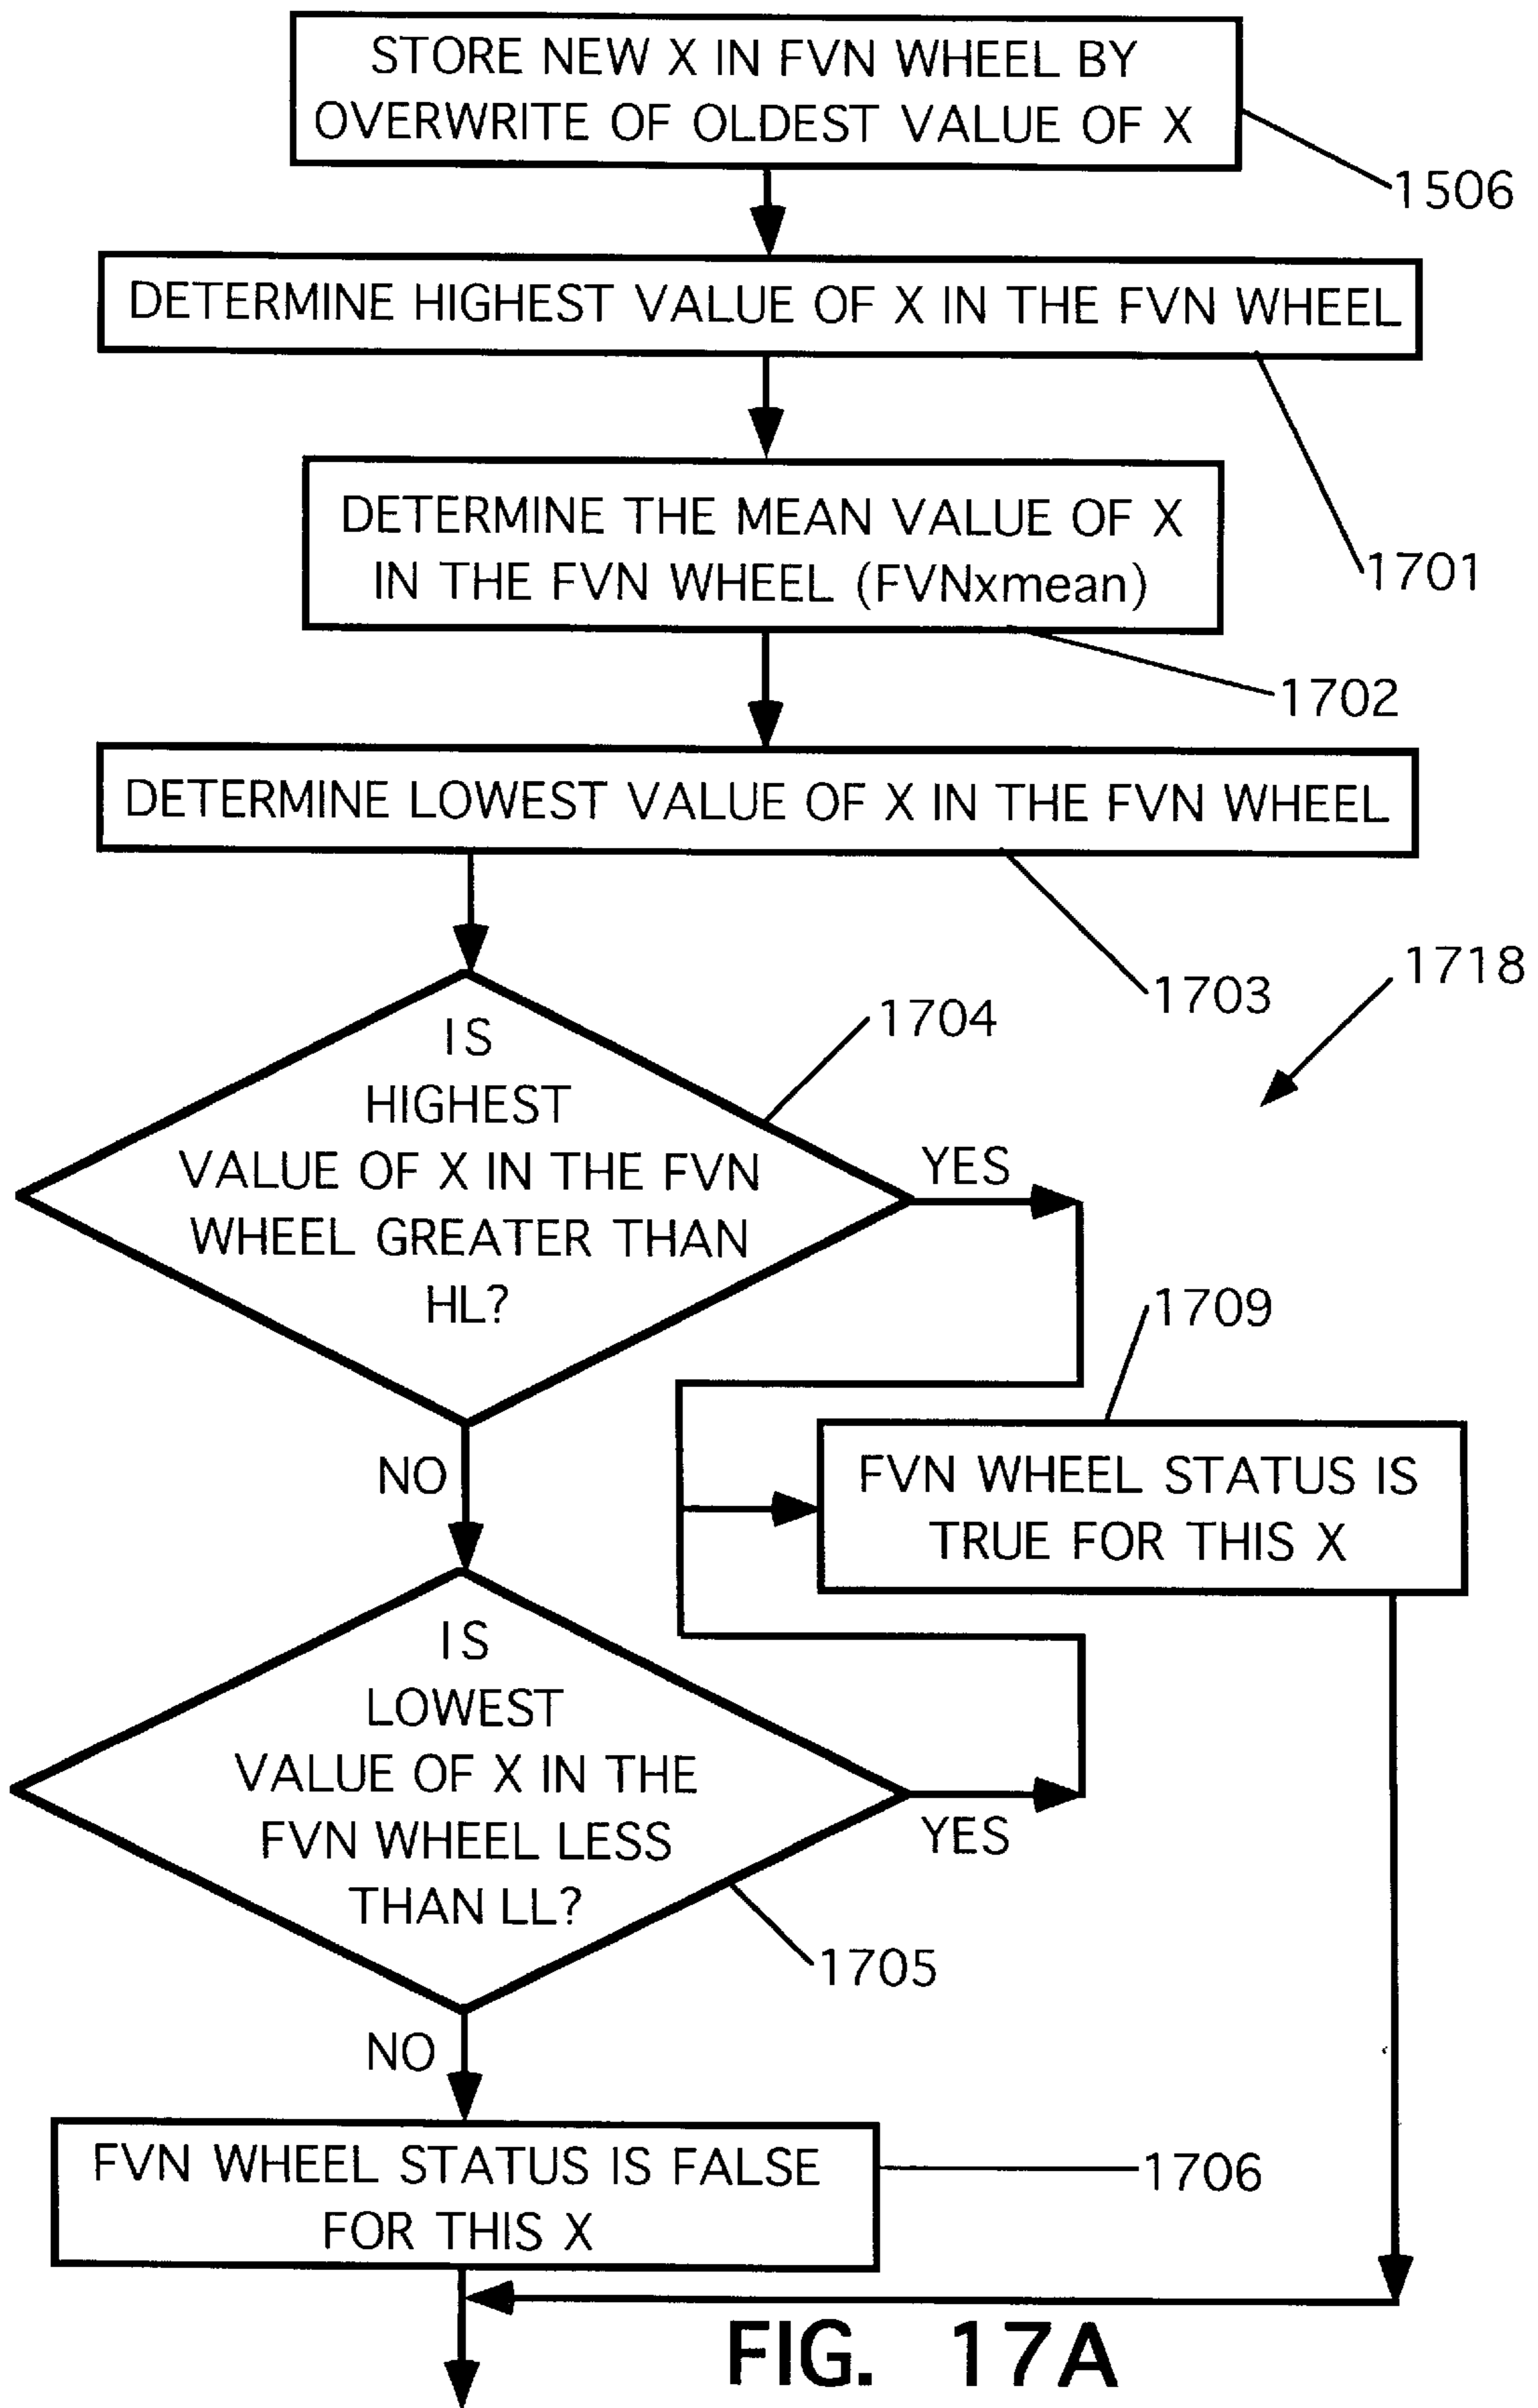 STORE NEW X IN FVN WHEEL BY
OVERWRITE OF OLDEST VALUE OF X
1506
DETERMINE HIGHEST VALUE OF X IN THE FVN WHEEL
1701
DETERMINE THE MEAN VALUE OF X
IN THE FVN WHEEL (FVNxmean)
1702
DETERMINE LOWEST VALUE OF X IN THE FVN WHEEL
1703
1718
1704
IS
HIGHEST
VALUE OF X IN THE FVN
WHEEL GREATER THAN
HL?
YES
NO
1709
FVN WHEEL STATUS IS
TRUE FOR THIS X
IS
LOWEST
VALUE OF X IN THE
FVN WHEEL LESS
THAN LL?
YES
1705
NO
FVN WHEEL STATUS IS FALSE
FOR THIS X
1706
FIG. 17A